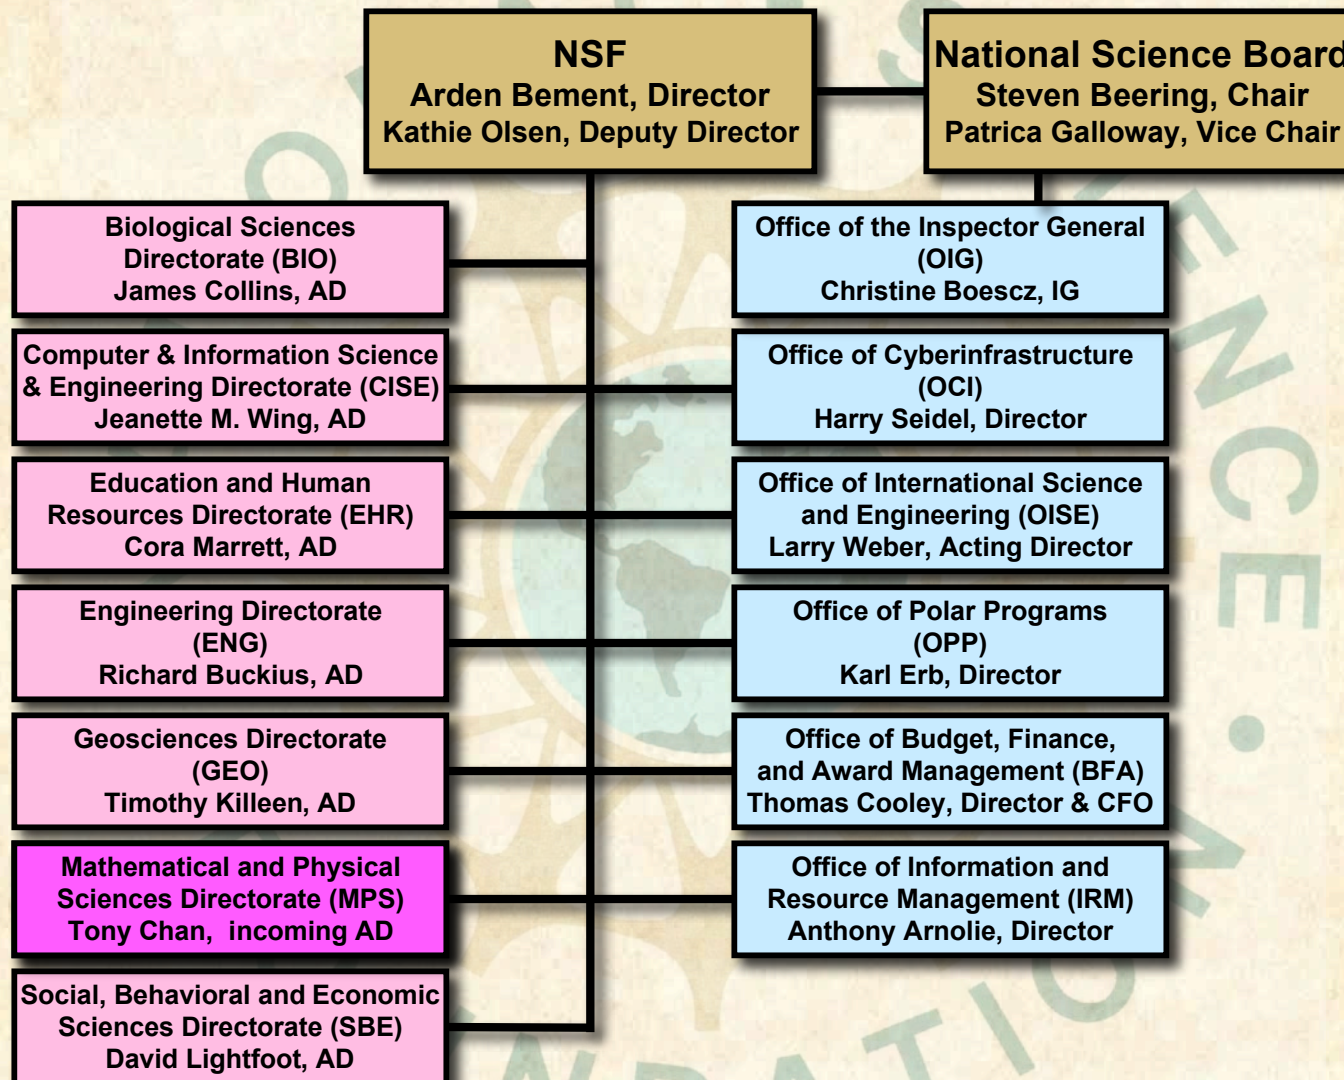 NSF
Arden Bement, Director
Kathie Olsen, Deputy Director
National Science Board
Steven Beering, Chair
Patrica Galloway, Vice Chair
Biological Sciences
Directorate (BIO)
James Collins, AD
Computer & Information Science
& Engineering Directorate (CISE)
Jeanette M. Wing, AD
Education and Human
Resources Directorate (EHR)
Cora Marrett, AD
Engineering Directorate
(ENG)
Richard Buckius, AD
Geosciences Directorate
(GEO)
Timothy Killeen, AD
Mathematical and Physical
Sciences Directorate (MPS)
Tony Chan,  incoming AD
Social, Behavioral and Economic
Sciences Directorate (SBE)
David Lightfoot, AD
Office of the Inspector General
(OIG)
Christine Boescz, IG
Office of Cyberinfrastructure
(OCI)
Harry Seidel, Director
Office of International Science
and Engineering (OISE)
Larry Weber, Acting Director
Office of Polar Programs
(OPP)
Karl Erb, Director
Office of Budget, Finance,
and Award Management (BFA)
Thomas Cooley, Director & CFO
Office of Information and
Resource Management (IRM)
Anthony Arnolie, Director